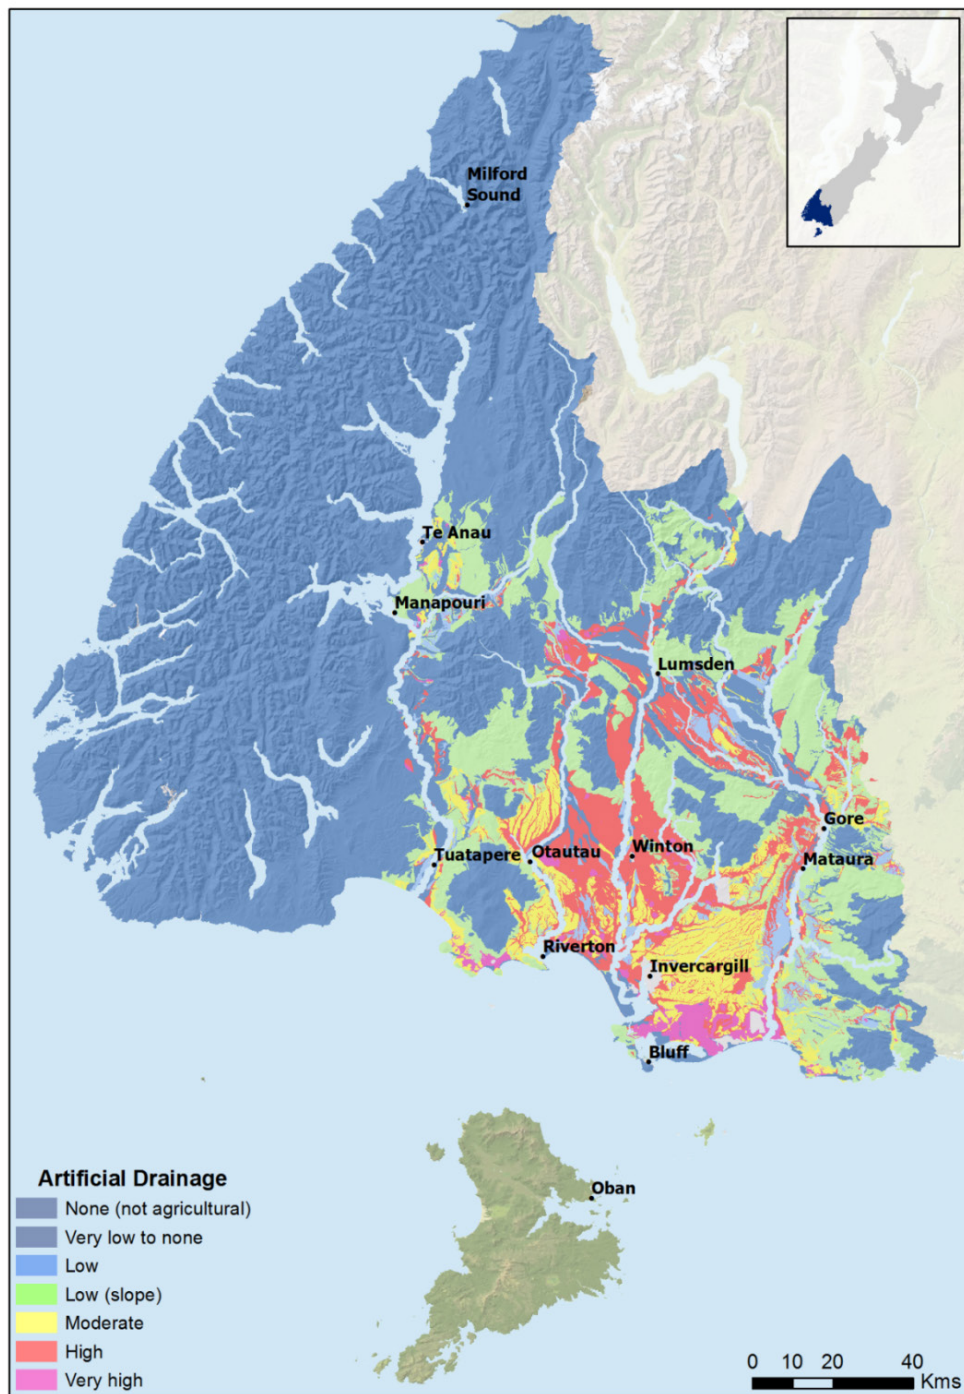 Milford
Sound
Te Anau
Manapouri
Lumsden
Gore
Mataura
Tuatapere
Otautau
Winton
Riverton
Invercargill
Bluff
Oban
Artificial Drainage
None (not agricultural)
Very low to none
Low
Low (slope)
Moderate
High
Very high
0 10 20 40
Kms